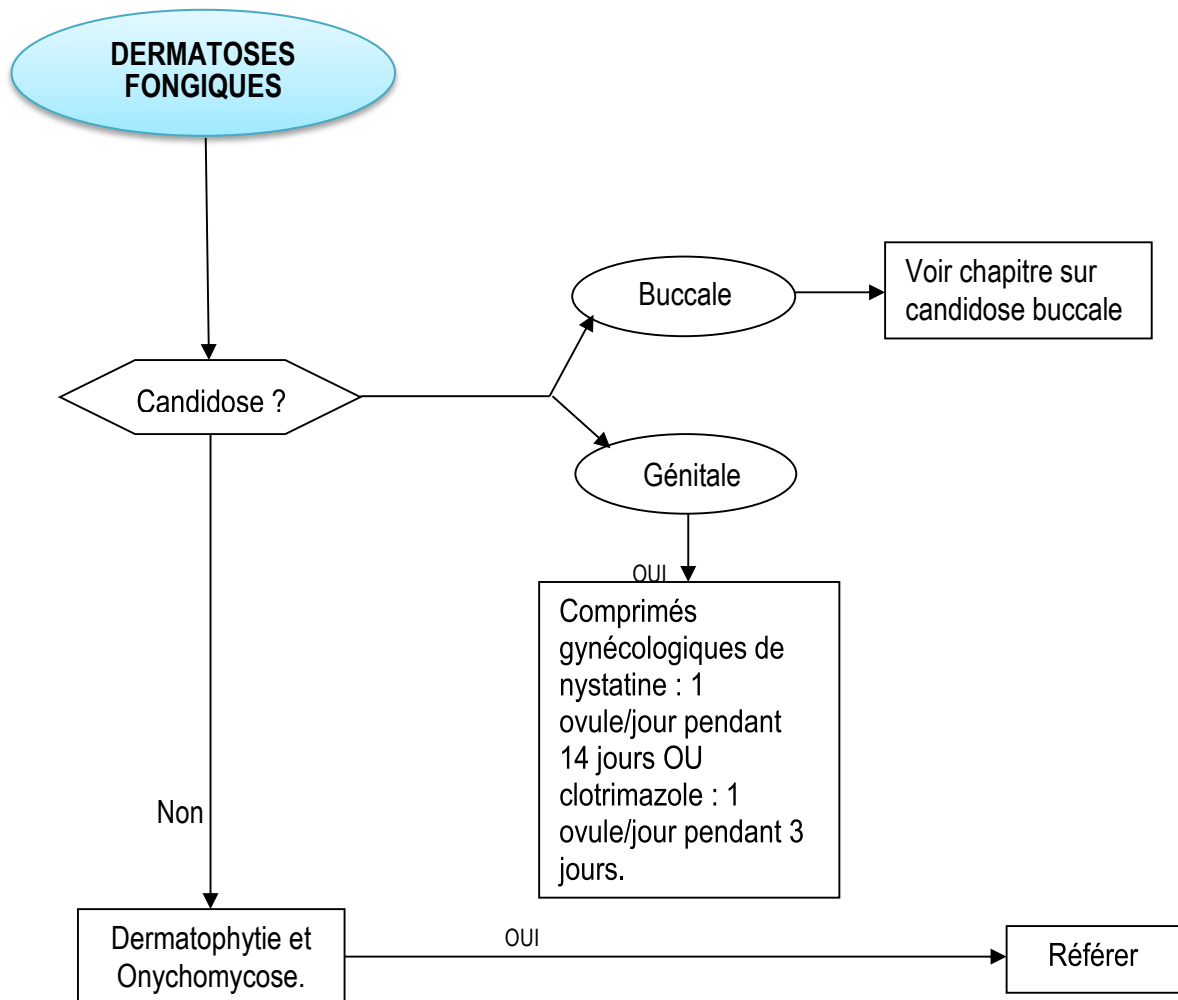 DERMATOSES
FONGIQUES
Buccale
Voir chapitre sur
candidose buccale
Candidose ?
Génitale
OUI
Comprimés
gynécologiques de
nystatine : 1
ovule/jour pendant
14 jours OU
clotrimazole : 1
ovule/jour pendant 3
jours.
Non
Dermatophytie et
Onychomycose.
OUI
Référer